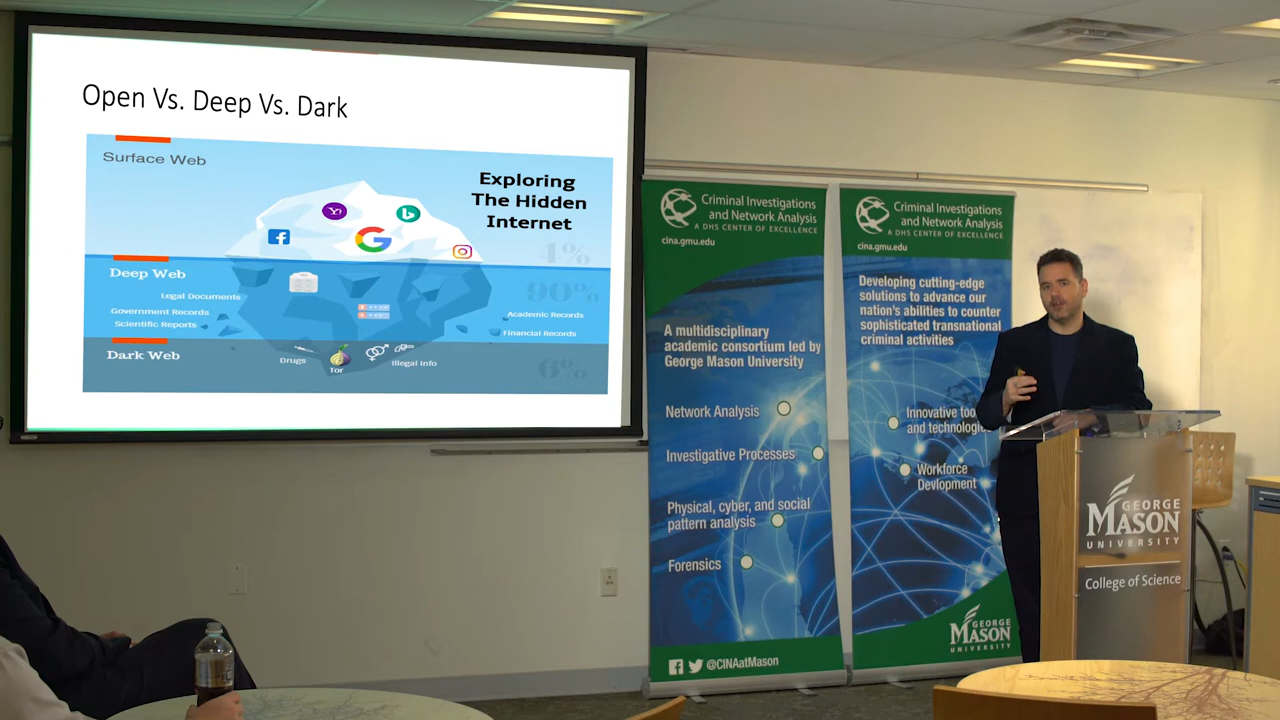 Open Vs. Deep Vs. Dark
Surface Web
Exploring
The Hidden
Internet
4%
Deep Web
90%
Legal Documents
Government Records
Scientific Reports
Academic Records
Financial Records
Dark Web
Drugs
Tor
Illegal Info
6%
Criminal Investigations
and Network Analysis
A DHS CENTER OF EXCELLENCE
cina.gmu.edu
A multidisciplinary
academic consortium led by
George Mason University
Network Analysis
Investigative Processes
Physical, cyber, and social
pattern analysis
Forensics
@CINAatMason
Criminal Investigations
and Network Analysis
A DHS CENTER OF EXCELLENCE
cina.gmu.edu
Developing cutting-edge
solutions to advance our
nation's abilities to counter
sophisticated transnational
criminal activities
Innovative too
and technologie
Workforce
Devlopment
GEORGE
MASON
UNIVERSITY
GEORGE
MASON
UNIVERSITY
College of Science